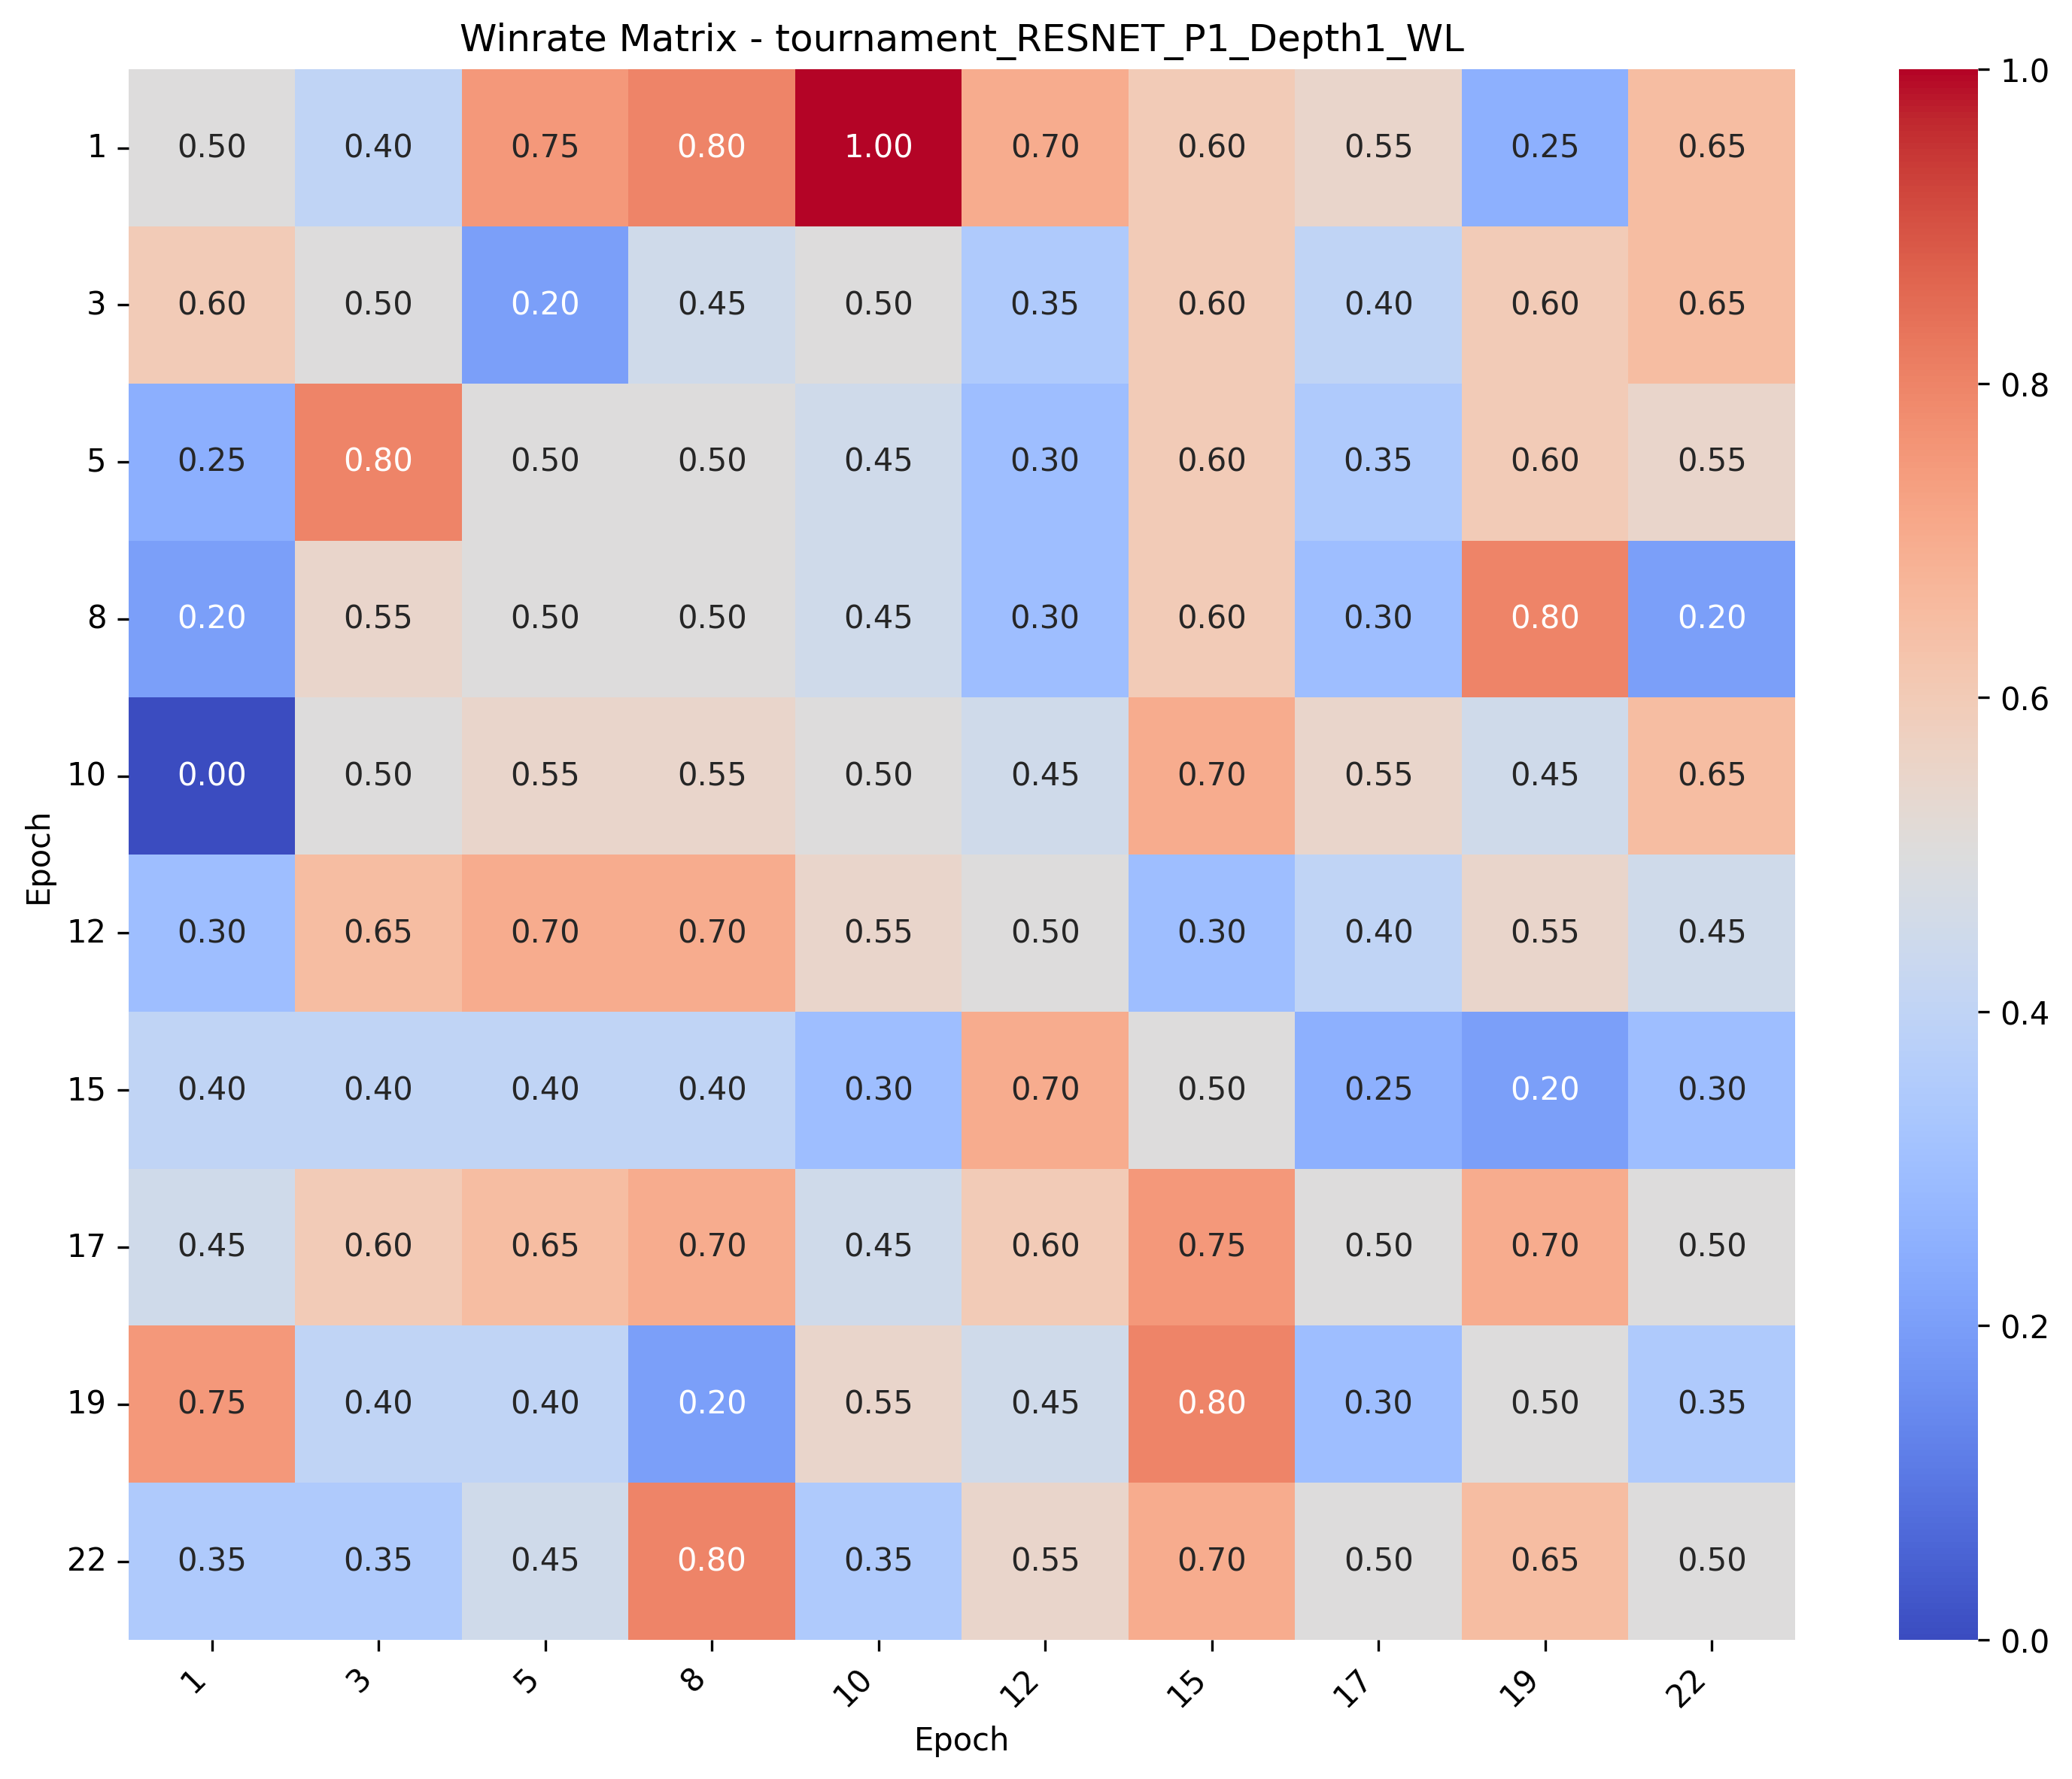 Winrate Matrix - tournament_RESNET_P1_Depth1_WL
1 0.50 0.40 0.75 0.80 1.00 0.70 0.60 0.55 0.25 0.65
3 0.60 0.50 0.20 0.45 0.50 0.35 0.60 0.40 0.60 0.65
5 0.25 0.80 0.50 0.50 0.45 0.30 0.60 0.35 0.60 0.55
8 0.20 0.55 0.50 0.50 0.45 0.30 0.60 0.30 0.80 0.20
10 0.00 0.50 0.55 0.55 0.50 0.45 0.70 0.55 0.45 0.65
12 0.30 0.65 0.70 0.70 0.55 0.50 0.30 0.40 0.55 0.45
15 0.40 0.40 0.40 0.40 0.30 0.70 0.50 0.25 0.20 0.30
17 0.45 0.60 0.65 0.70 0.45 0.60 0.75 0.50 0.70 0.50
19 0.75 0.40 0.40 0.20 0.55 0.45 0.80 0.30 0.50 0.35
22 0.35 0.35 0.45 0.80 0.35 0.55 0.70 0.50 0.65 0.50
1 3 5 8 10 12 15 17 19 22
Epoch
Epoch
1.0
0.8
0.6
0.4
0.2
0.0